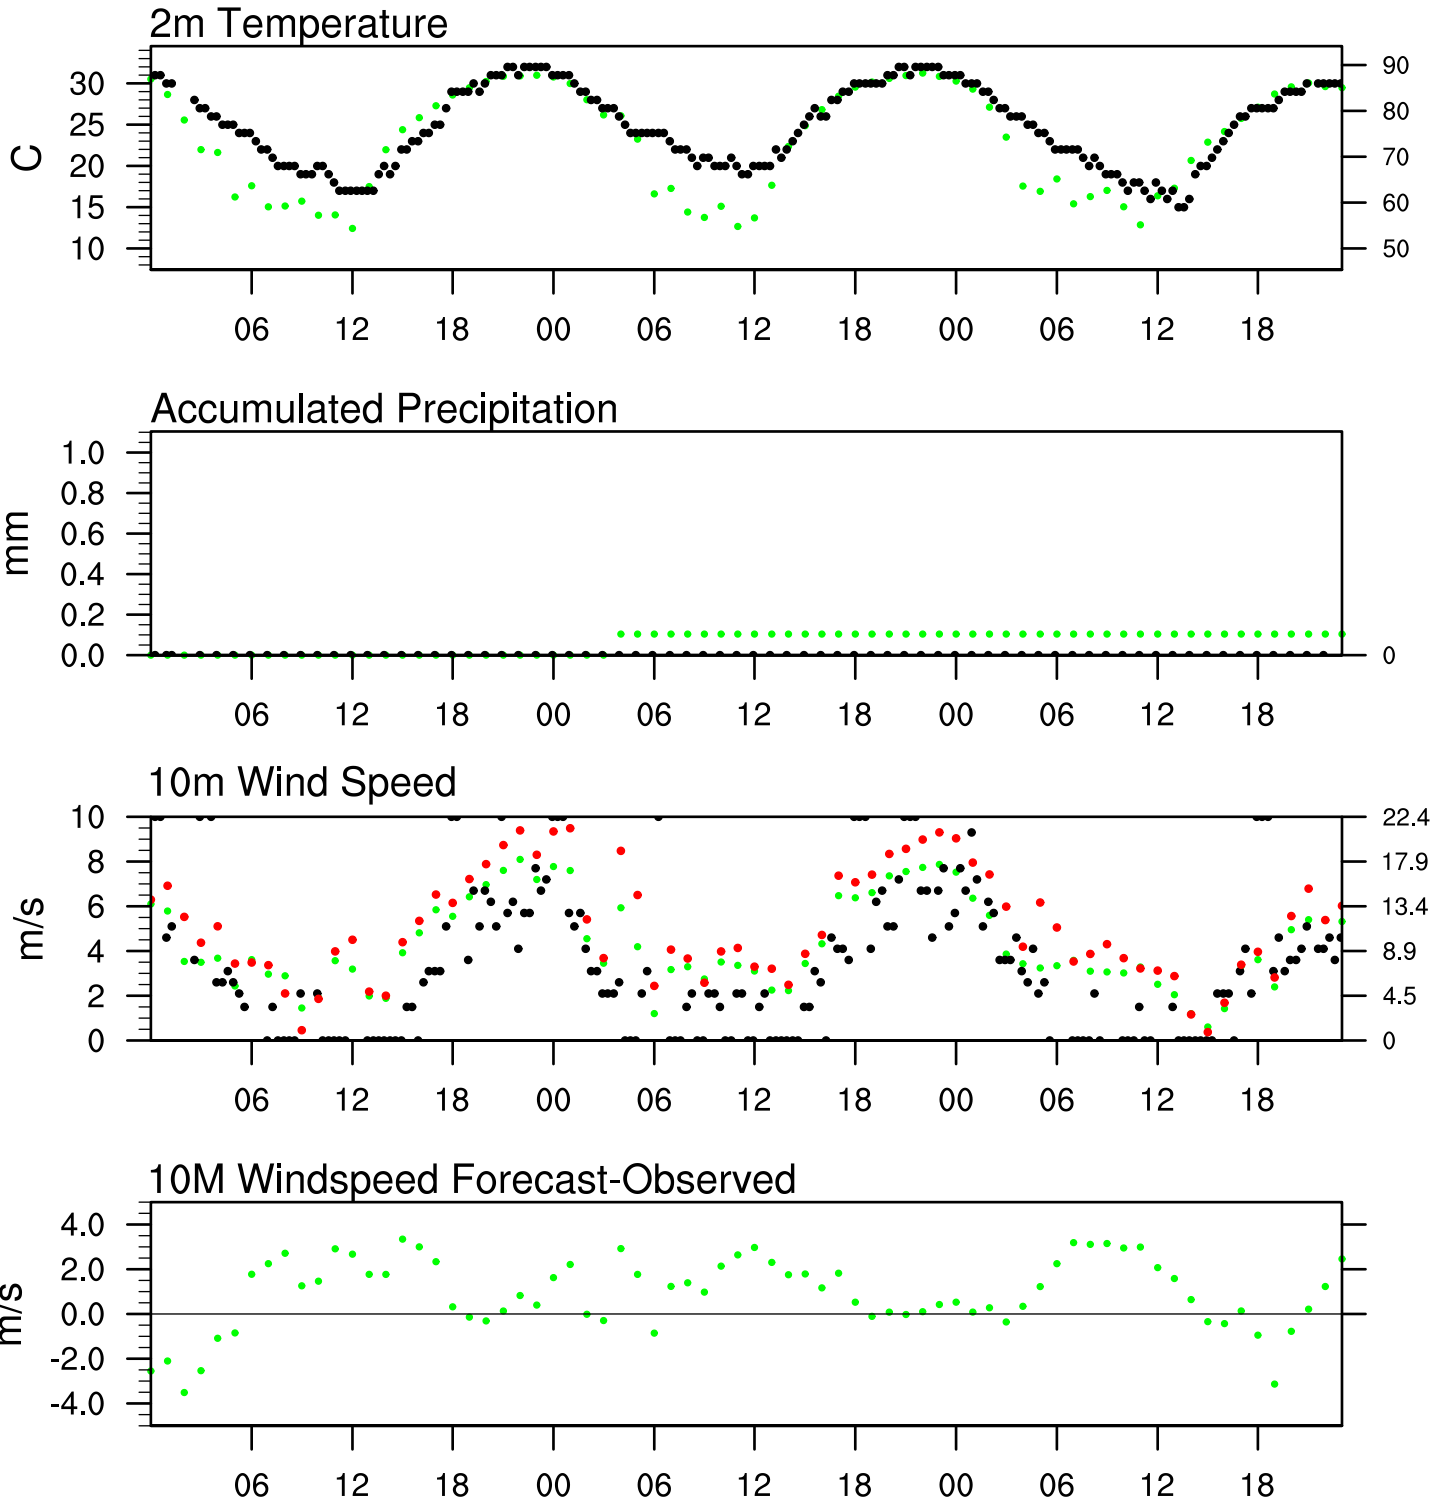 2m Temperature
30
25
20
15
10
C
90
80
70
60
50
06 12 18 00 06 12 18 00 06 12 18
Accumulated Precipitation
1.0
0.8
0.6
0.4
0.2
0.0
mm
0
06 12 18 00 06 12 18 00 06 12 18
10m Wind Speed
10
8
6
4
2
0
m/s
22.4
17.9
13.4
8.9
4.5
0
06 12 18 00 06 12 18 00 06 12 18
10M Windspeed Forecast-Observed
4.0
2.0
0.0
-2.0
-4.0
m/s
06 12 18 00 06 12 18 00 06 12 18